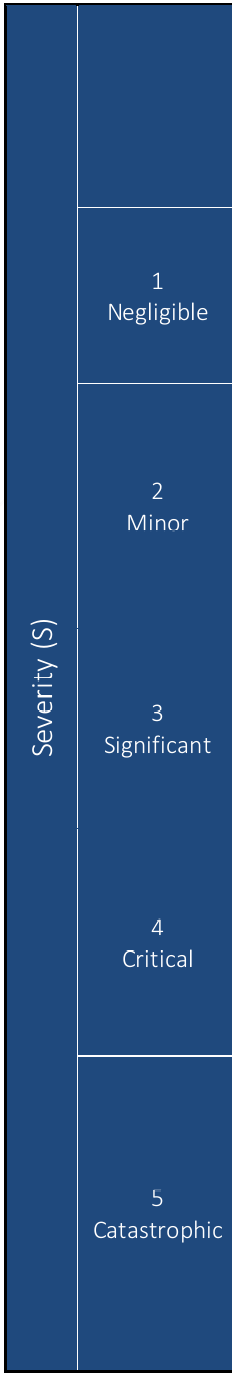 Severity (S)
1
Negligible
2
Minor
3
Significant
4
Critical
5
Catastrophic